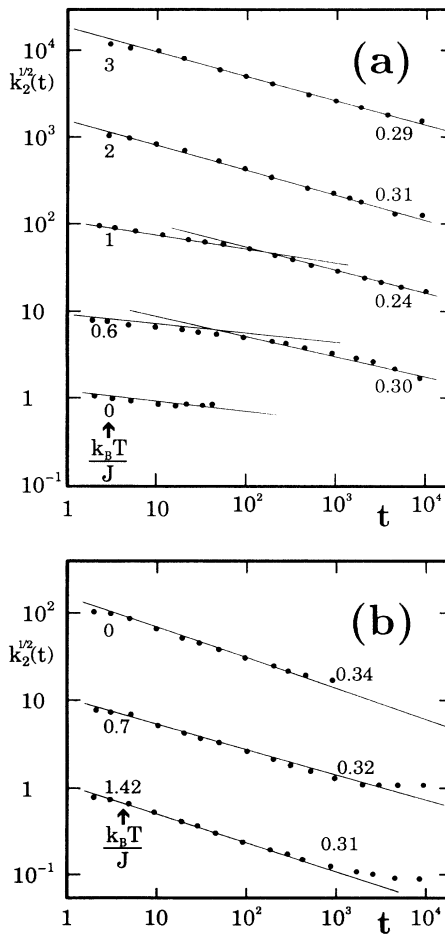 (a)
10^4
k_2^{1/2}(t)
3
0.29
10^3
2
0.31
10^2
1
0.24
10
0.6
0.30
1
0
k_B T
J
10^{-1}
1 10 10^2 10^3 10^4
t
(b)
10^2
k_2^{1/2}(t)
0
0.34
10
0.7
0.32
1
1.42
k_B T
J
0.31
10^{-1}
1 10 10^2 10^3 10^4
t